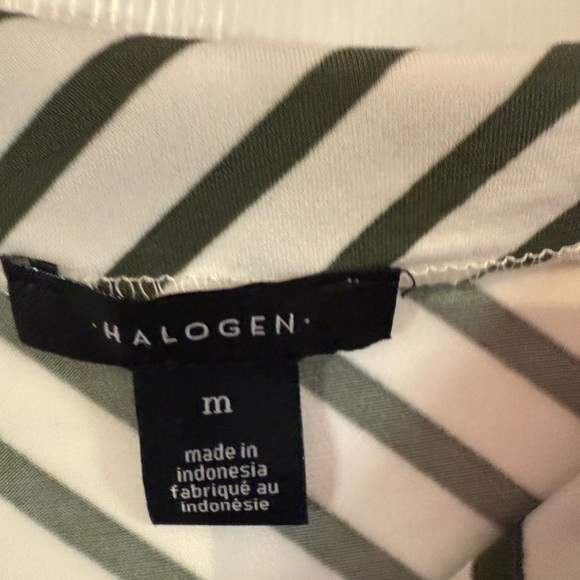 ·HALOGEN·
m
made in
indonesia
fabriqué au
indonésie